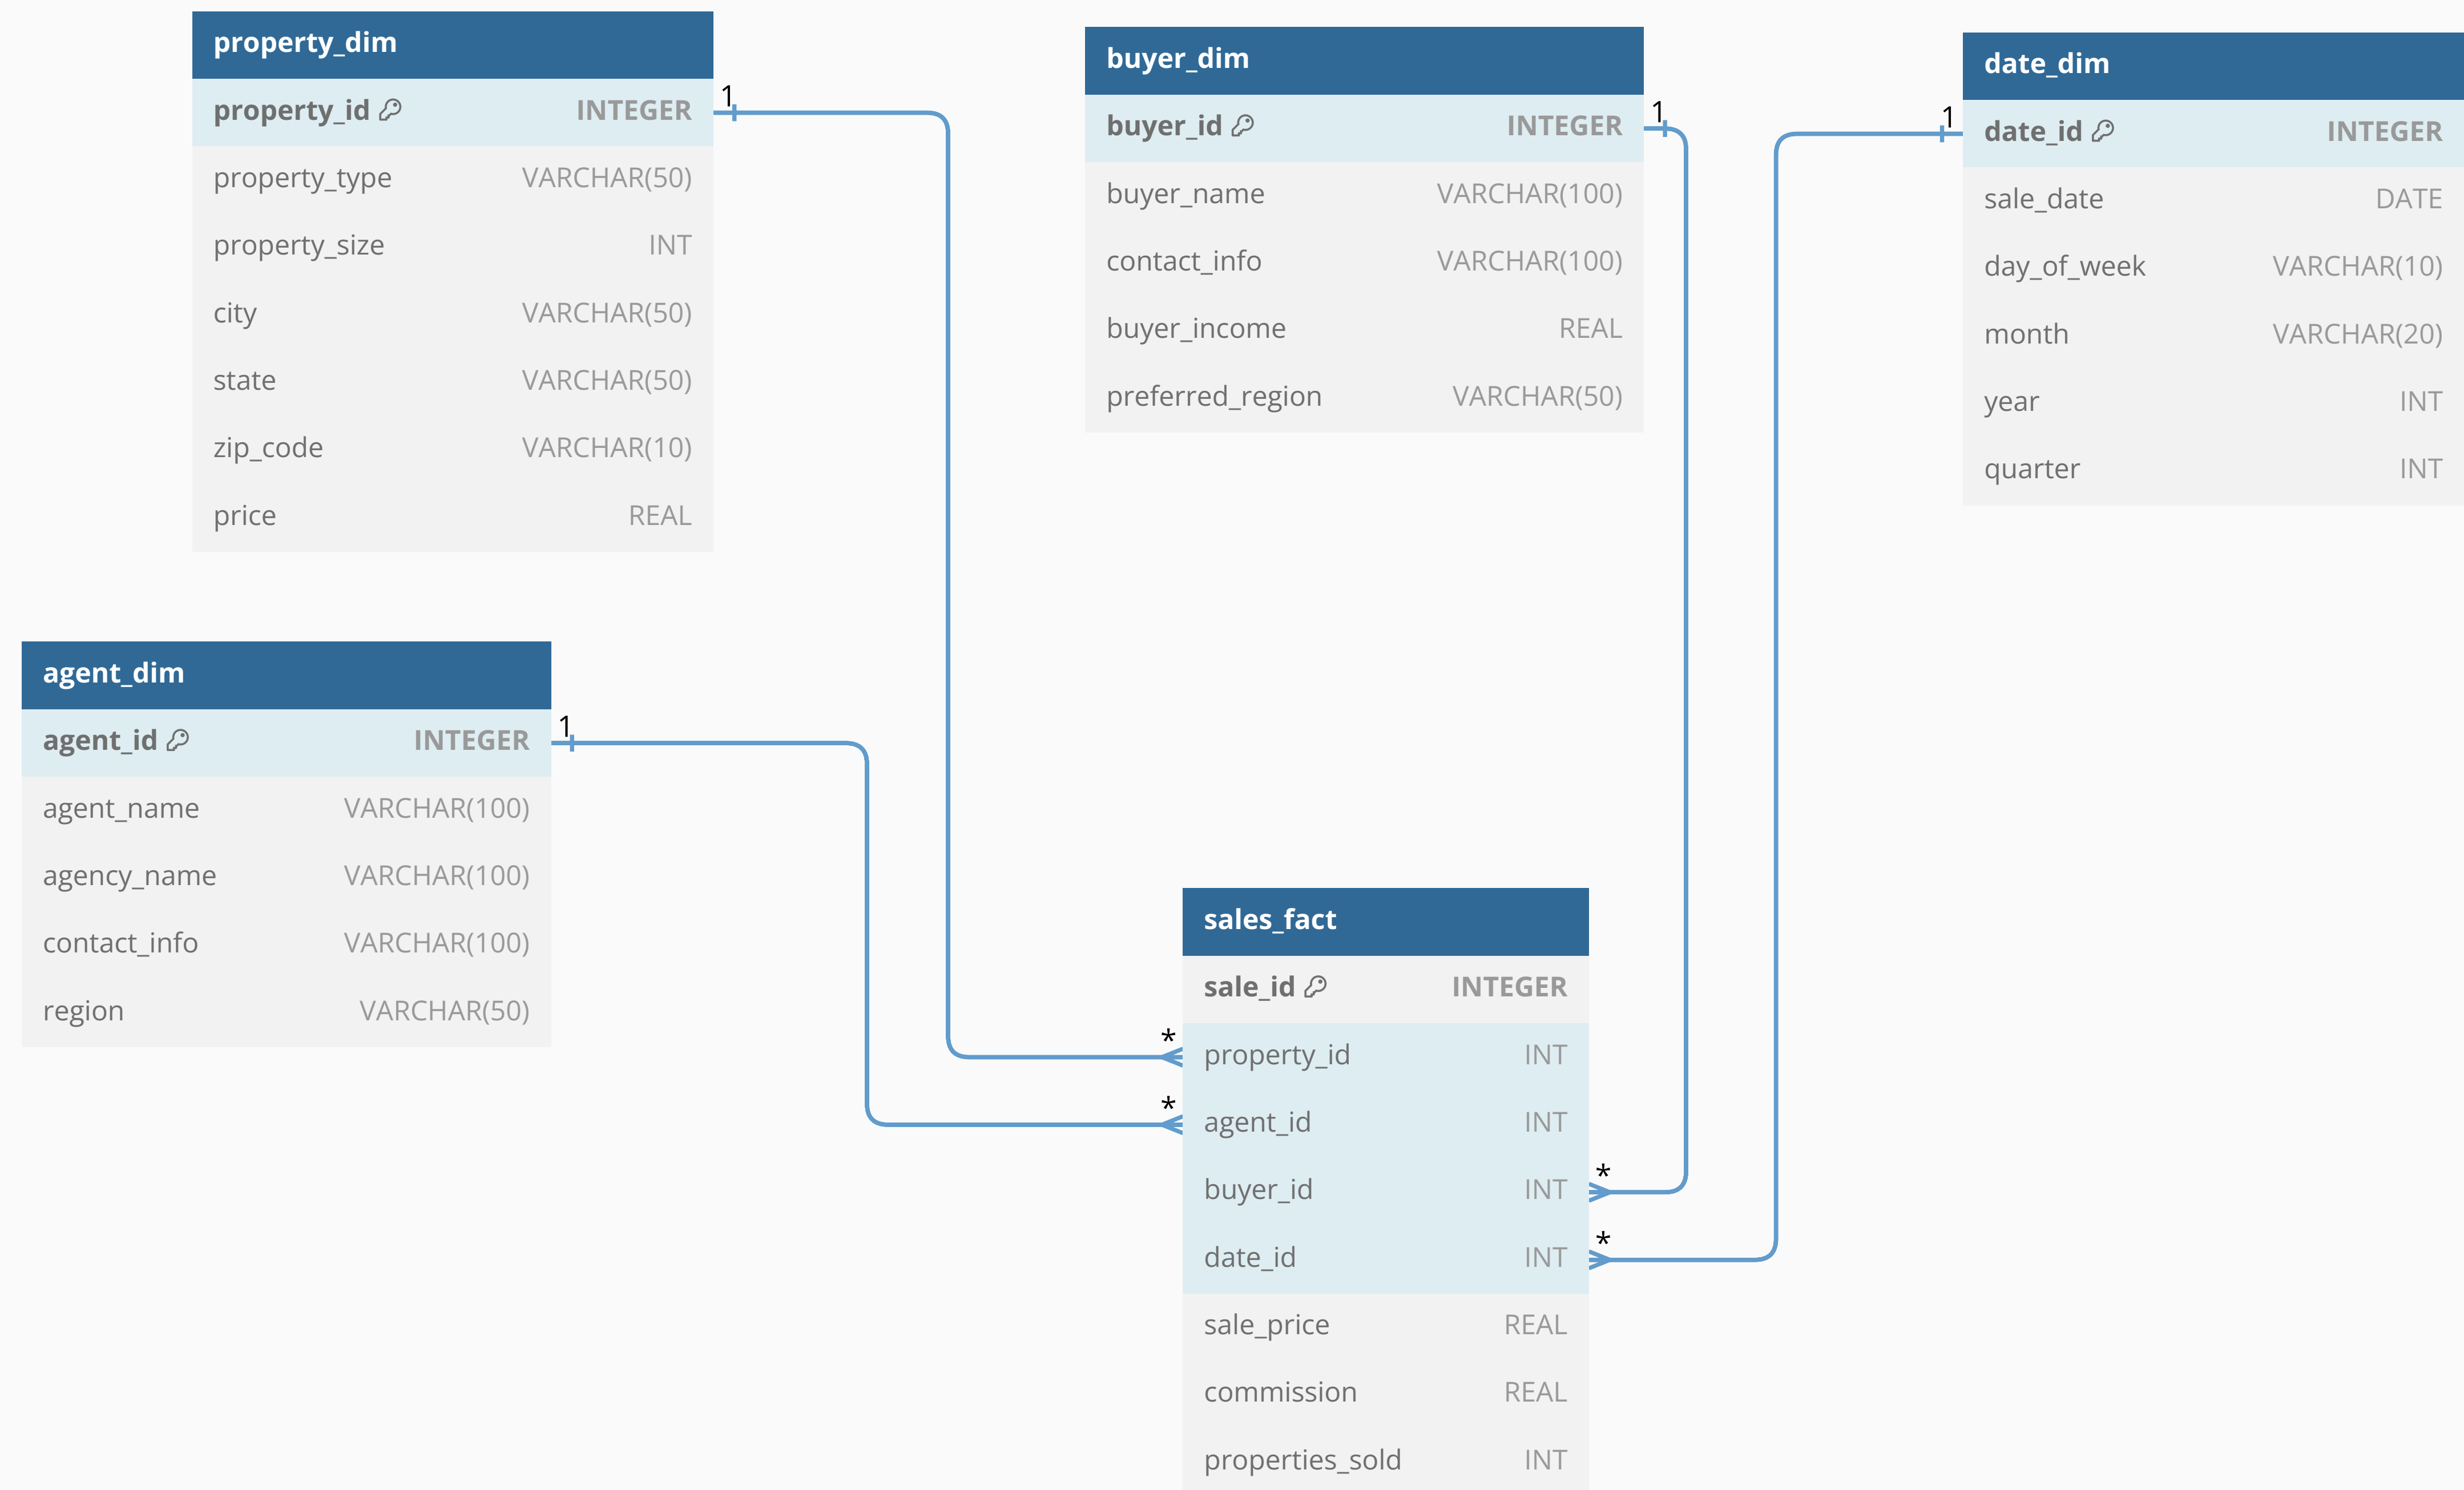 property_dim
property_id INTEGER
property_type VARCHAR(50)
property_size INT
city VARCHAR(50)
state VARCHAR(50)
zip_code VARCHAR(10)
price REAL
1
buyer_dim
buyer_id INTEGER
buyer_name VARCHAR(100)
contact_info VARCHAR(100)
buyer_income REAL
preferred_region VARCHAR(50)
1
date_dim
date_id INTEGER
sale_date DATE
day_of_week VARCHAR(10)
month VARCHAR(20)
year INT
quarter INT
1
agent_dim
agent_id INTEGER
agent_name VARCHAR(100)
agency_name VARCHAR(100)
contact_info VARCHAR(100)
region VARCHAR(50)
1
sales_fact
sale_id INTEGER
* property_id INT
* agent_id INT
buyer_id INT *
date_id INT *
sale_price REAL
commission REAL
properties_sold INT